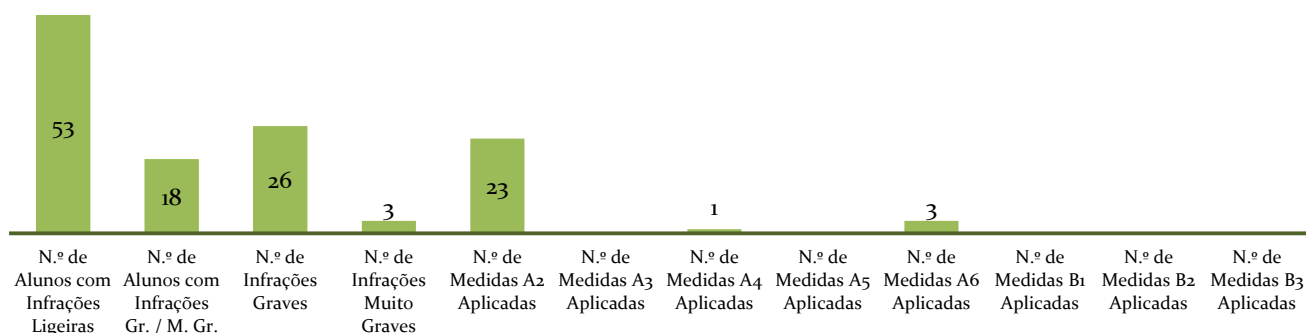 53
18
26
3
23
1
3
N.º de
Alunos com
Infrações
Ligeiras
N.º de
Alunos com
Infrações
Gr. / M. Gr.
N.º de
Infrações
Graves
N.º de
Infrações
Muito
Graves
N.º de
Medidas A2
Aplicadas
N.º de
Medidas A3
Aplicadas
N.º de
Medidas A4
Aplicadas
N.º de
Medidas A5
Aplicadas
N.º de
Medidas A6
Aplicadas
N.º de
Medidas B1
Aplicadas
N.º de
Medidas B2
Aplicadas
N.º de
Medidas B3
Aplicadas